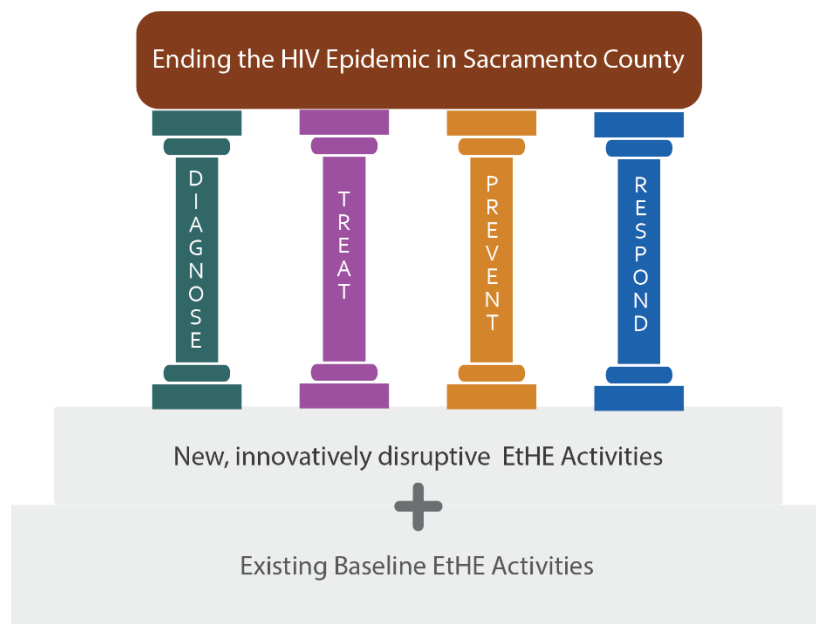 Ending the HIV Epidemic in Sacramento County
DIAGNOSE
TREAT
PREVENT
RESPOND
New, innovatively disruptive EtHE Activities
+
Existing Baseline EtHE Activities